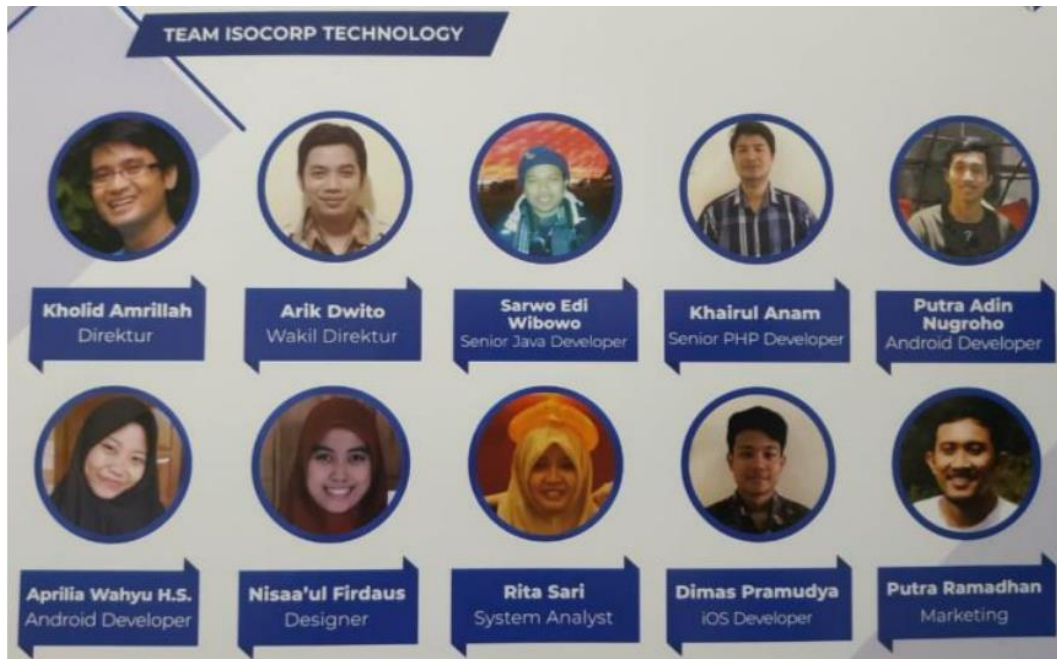 TEAM ISOCORP TECHNOLOGY
Kholid Amrillah
Direktur
Arik Dwito
Wakil Direktur
Sarwo Edi
Wibowo
Senior Java Developer
Khairul Anam
Senior PHP Developer
Putra Adin
Nugroho
Android Developer
Aprilia Wahyu H.S.
Android Developer
Nisaa'ul Firdaus
Designer
Rita Sari
System Analyst
Dimas Pramudya
iOS Developer
Putra Ramadhan
Marketing